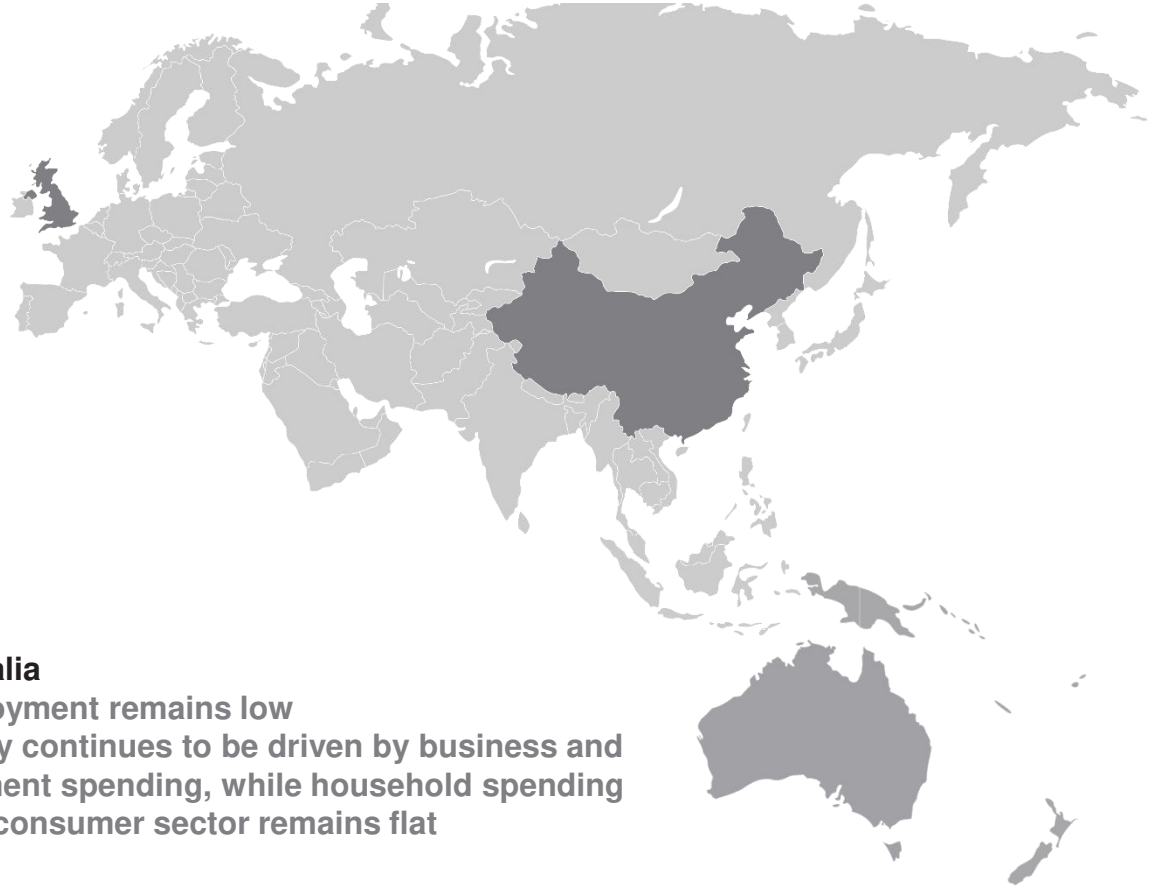 alia
oyment remains low
y continues to be driven by business and
ent spending, while household spending
consumer sector remains flat